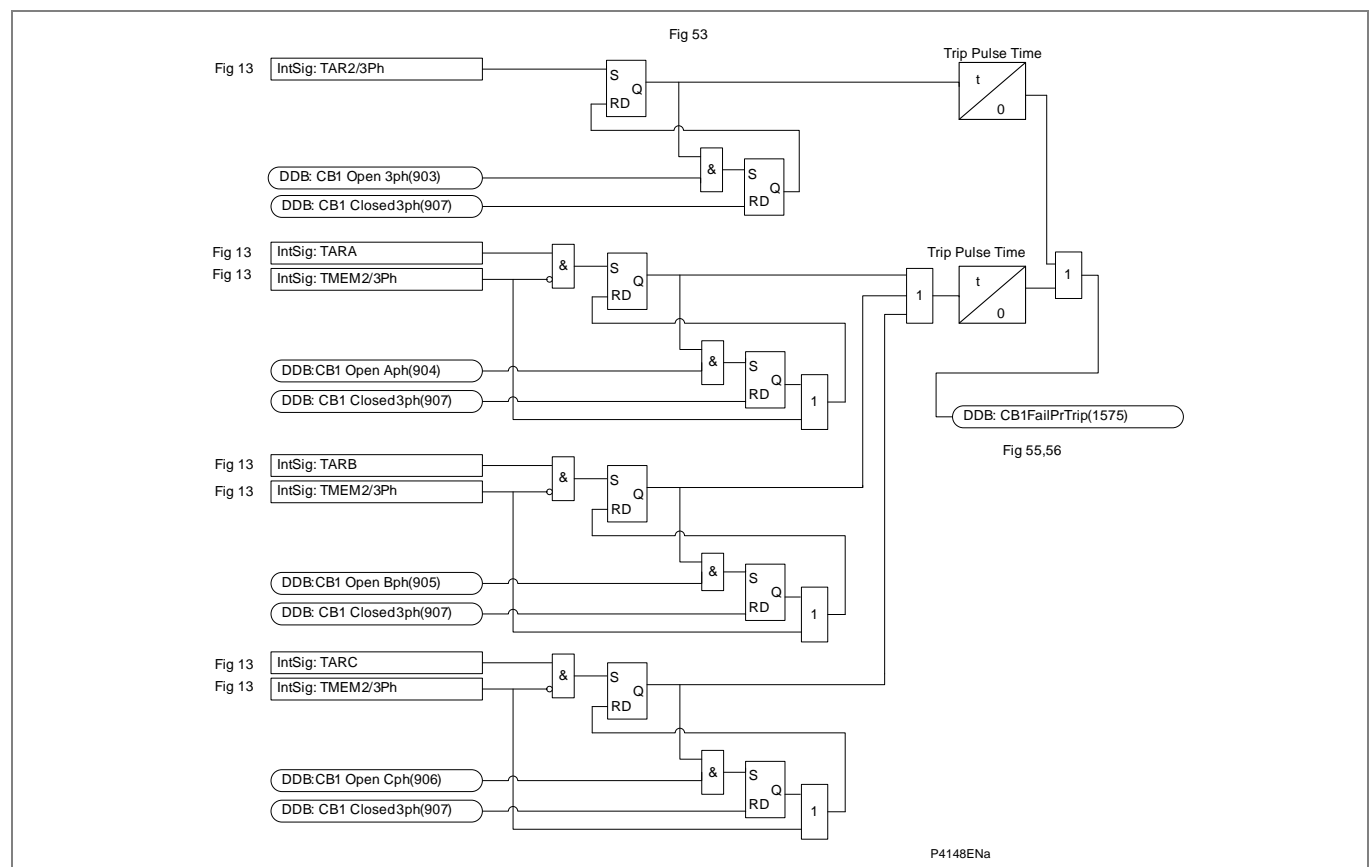 Fig 53
Trip Pulse Time
Fig 13 IntSig: TAR2/3Ph
S
Q
RD
t
0
&
DDB: CB1 Open 3ph(903)
DDB: CB1 Closed3ph(907)
S
Q
RD
Fig 13 IntSig: TARA
Fig 13 IntSig: TMEM2/3Ph
&
S
Q
RD
1
Trip Pulse Time
t
0
1
&
DDB:CB1 Open Aph(904)
DDB: CB1 Closed3ph(907)
S
Q
RD
1
DDB: CB1FailPrTrip(1575)
Fig 55,56
Fig 13 IntSig: TARB
Fig 13 IntSig: TMEM2/3Ph
&
S
Q
RD
&
DDB:CB1 Open Bph(905)
DDB: CB1 Closed3ph(907)
S
Q
RD
1
Fig 13 IntSig: TARC
Fig 13 IntSig: TMEM2/3Ph
&
S
Q
RD
&
DDB:CB1 Open Cph(906)
DDB: CB1 Closed3ph(907)
S
Q
RD
1
P4148ENa